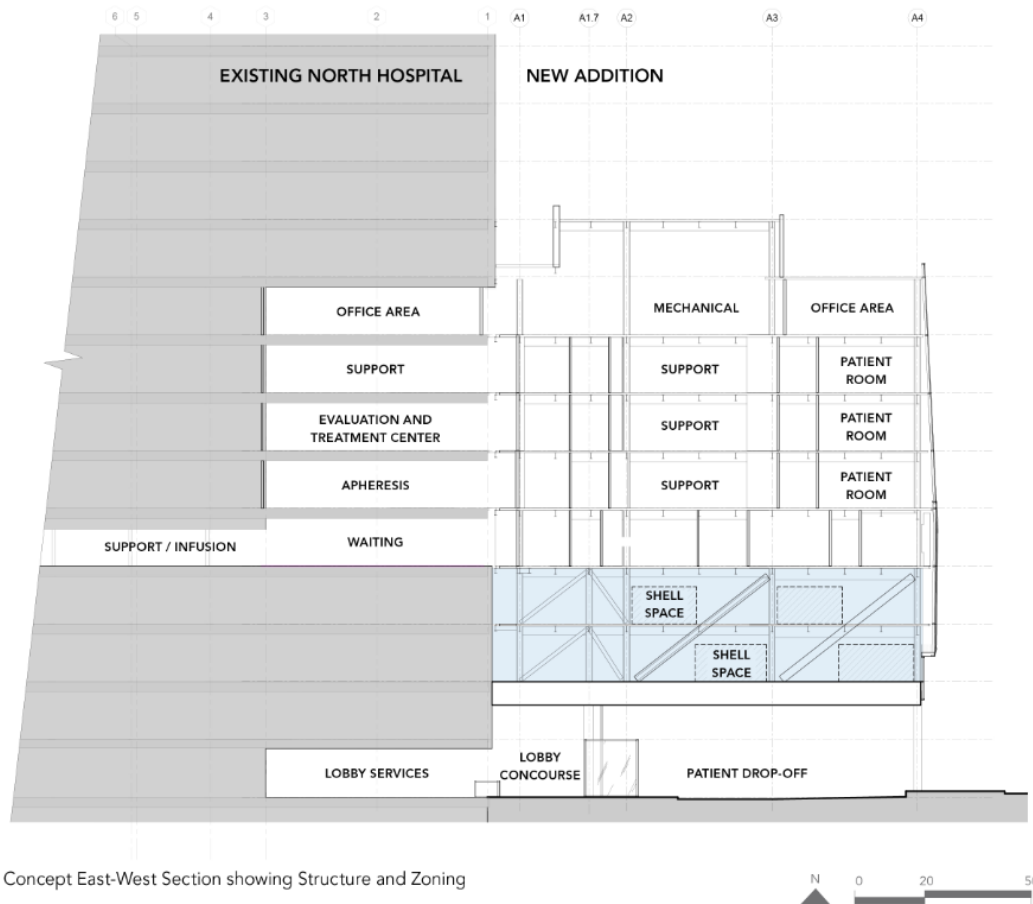 6 5 4 3 2 1 A1 A1.7 A2 A3 A4
EXISTING NORTH HOSPITAL NEW ADDITION
OFFICE AREA MECHANICAL OFFICE AREA
SUPPORT SUPPORT PATIENT
ROOM
EVALUATION AND
TREATMENT CENTER SUPPORT PATIENT
ROOM
APHERESIS SUPPORT PATIENT
ROOM
SUPPORT / INFUSION WAITING
SHELL
SPACE
SHELL
SPACE
LOBBY SERVICES LOBBY
CONCOURSE PATIENT DROP-OFF
Concept East-West Section showing Structure and Zoning
N 0 20